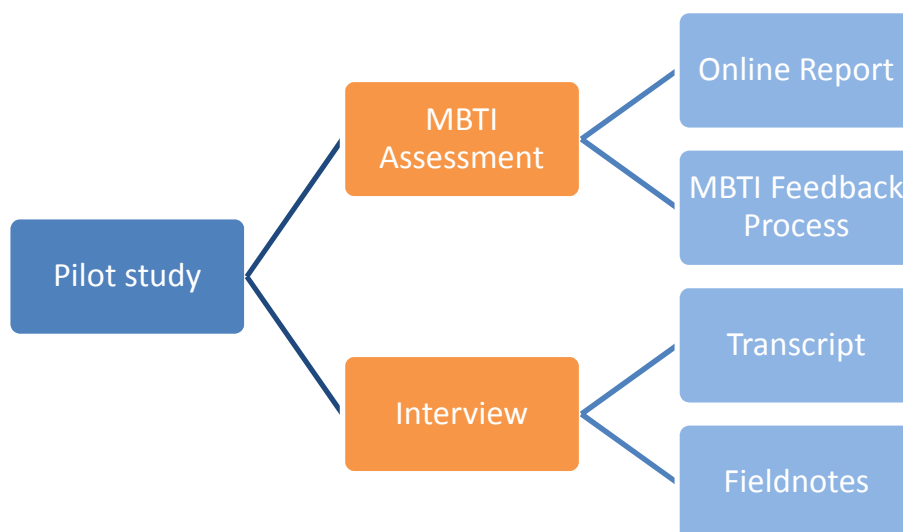 Pilot study
MBTI
Assessment
Interview
Online Report
MBTI Feedback
Process
Transcript
Fieldnotes